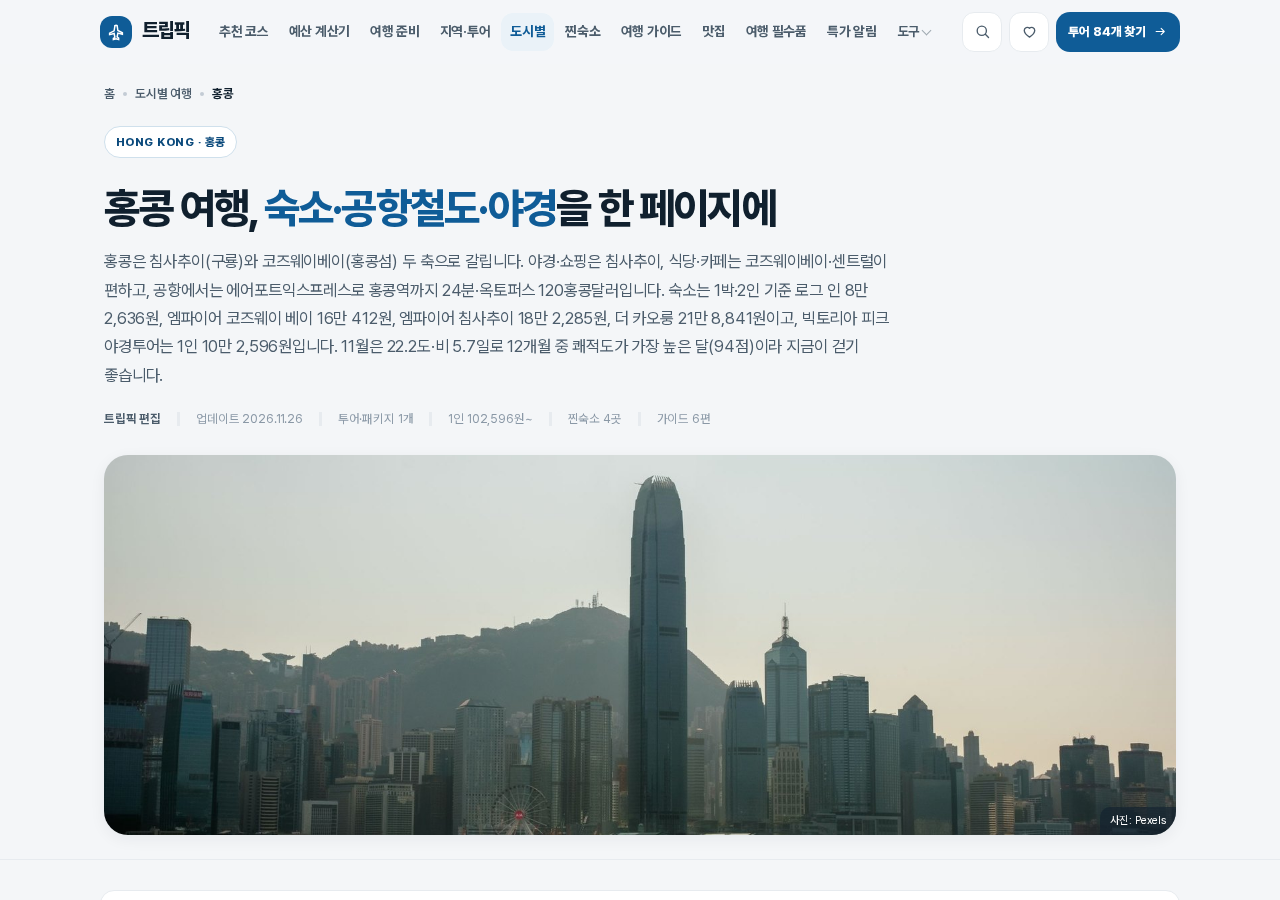 트립픽
추천 코스
예산 계산기
여행 준비
지역·투어
도시별
찐숙소
여행 가이드
맛집
여행 필수품
특가 알림
도구
투어 84개 찾기 →
홈 • 도시별 여행 • 홍콩
HONG KONG · 홍콩
홍콩 여행, 숙소·공항철도·야경을 한 페이지에
홍콩은 침사추이(구룡)와 코즈웨이베이(홍콩섬) 두 축으로 갈립니다. 야경·쇼핑은 침사추이, 식당·카페는 코즈웨이베이·센트럴이
편하고, 공항에서는 에어포트익스프레스로 홍콩역까지 24분·옥토퍼스 120홍콩달러입니다. 숙소는 1박·2인 기준 로그 인 8만
2,636원, 엠파이어 코즈웨이 베이 16만 412원, 엠파이어 침사추이 18만 2,285원, 더 카오룽 21만 8,841원이고, 빅토리아 피크
야경투어는 1인 10만 2,596원입니다. 11월은 22.2도·비 5.7일로 12개월 중 쾌적도가 가장 높은 달(94점)이라 지금이 걷기
좋습니다.
트립픽 편집 | 업데이트 2026.11.26 | 투어·패키지 1개 | 1인 102,596원~ | 찐숙소 4곳 | 가이드 6편
사진: Pexels